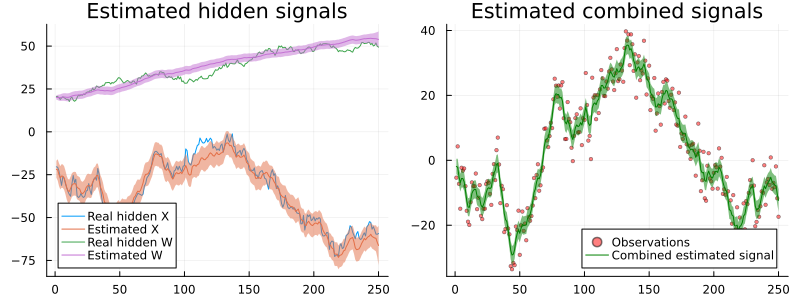 Estimated hidden signals
50
25
0
−25
−50
−75
Real hidden X
Estimated X
Real hidden W
Estimated W
0
50
100
150
200
250
Estimated combined signals
40
20
0
−20
Observations
Combined estimated signal
0
50
100
150
200
250